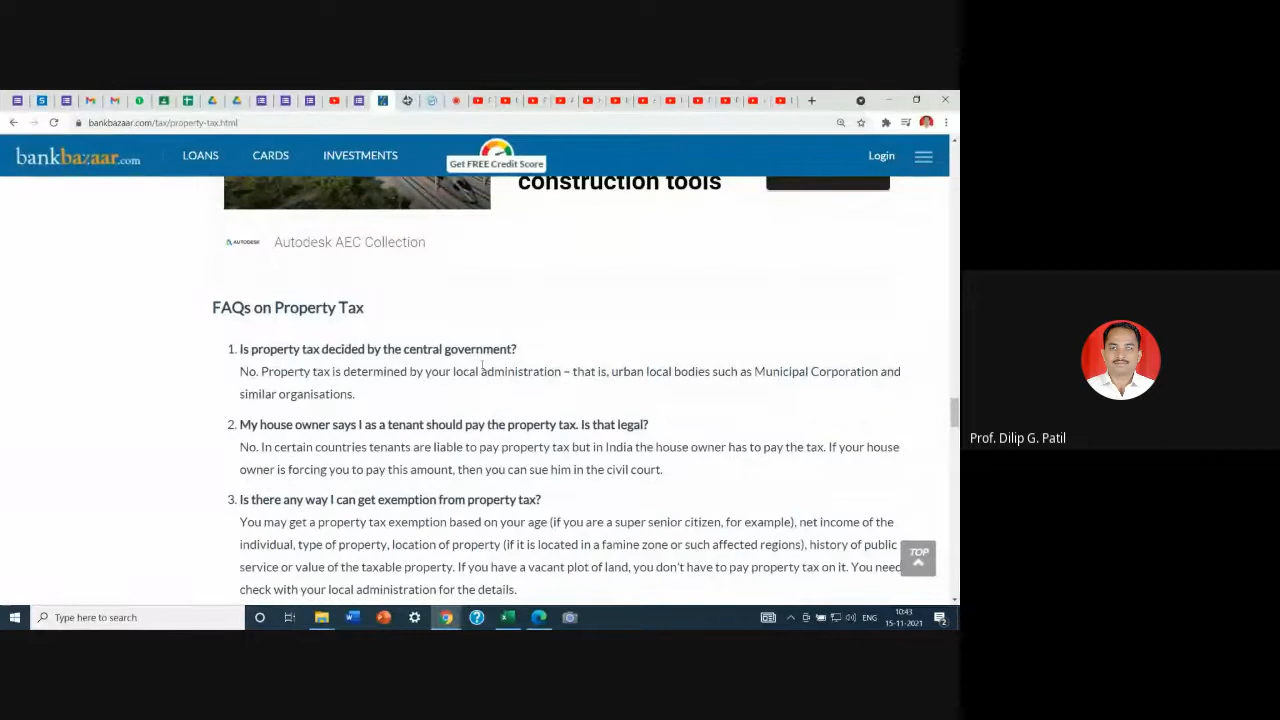 bankbazaar.com/tax/property-tax.html
bankbazaar.com
LOANS
CARDS
INVESTMENTS
Get FREE Credit Score
Login
construction tools
AUTODESK
Autodesk AEC Collection
FAQs on Property Tax
1. Is property tax decided by the central government?
No. Property tax is determined by your local administration – that is, urban local bodies such as Municipal Corporation and
similar organisations.
2. My house owner says I as a tenant should pay the property tax. Is that legal?
No. In certain countries tenants are liable to pay property tax but in India the house owner has to pay the tax. If your house
owner is forcing you to pay this amount, then you can sue him in the civil court.
3. Is there any way I can get exemption from property tax?
You may get a property tax exemption based on your age (if you are a super senior citizen, for example), net income of the
individual, type of property, location of property (if it is located in a famine zone or such affected regions), history of public
service or value of the taxable property. If you have a vacant plot of land, you don't have to pay property tax on it. You need
check with your local administration for the details.
TOP
Type here to search
ENG
10:43
15-11-2021
2
Prof. Dilip G. Patil